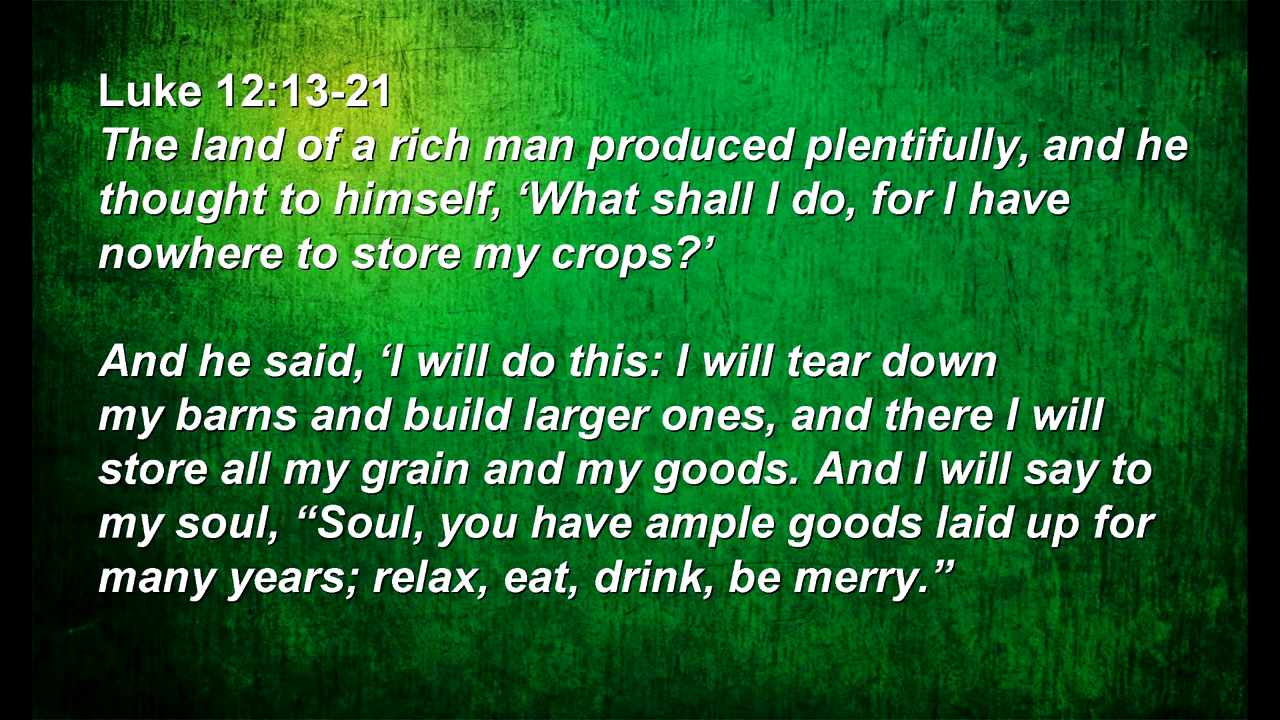 Luke 12:13-21
The land of a rich man produced plentifully, and he
thought to himself, ‘What shall I do, for I have
nowhere to store my crops?’
And he said, ‘I will do this: I will tear down
my barns and build larger ones, and there I will
store all my grain and my goods. And I will say to
my soul, “Soul, you have ample goods laid up for
many years; relax, eat, drink, be merry.”